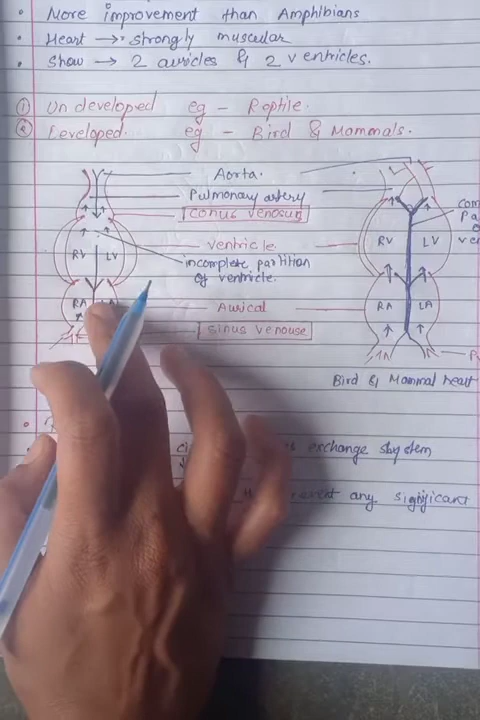 More improvement than Amphibians
Heart → strongly muscular
Show → 2 auricles & 2 ventricles.
① Undeveloped eg - Reptile.
② Developed. eg - Bird & Mammals.
Aorta.
Pulmonary artery
Conus venosus
ventricle.
RV LV
incomplete partition
of ventricle.
RV LV
Aurical
RA LA
RA LA
sinus venouse
Bird & Mammal heart
exchange system
any significant